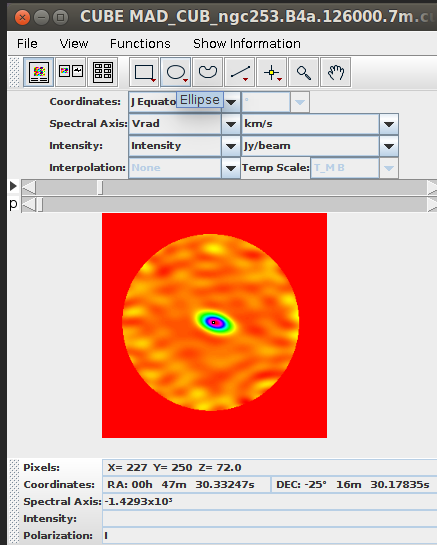 CUBE MAD_CUB_ngc253.B4a.126000.7m.cu
File View Functions Show Information
Coordinates: J Equato Ellipse °
Spectral Axis: Vrad km/s
Intensity: Intensity Jy/beam
Interpolation: None Temp Scale: T_M B
p
Pixels: X= 227 Y= 250 Z= 72.0
Coordinates: RA: 00h 47m 30.33247s DEC: -25° 16m 30.17835s
Spectral Axis: -1.4293x10³
Intensity:
Polarization: I